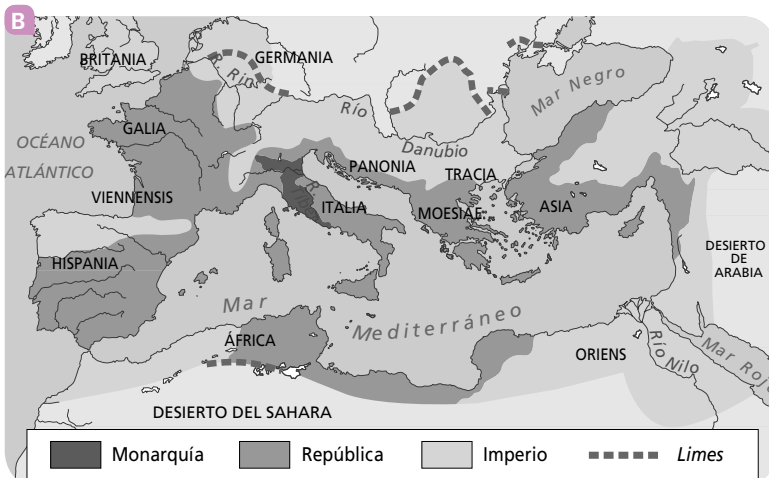 B
BRITANIA
GERMANIA
R. Rin
Mar Negro
Río
Danubio
GALIA
OCÉANO
ATLÁNTICO
PANONIA
TRACIA
VIENNENSIS
R.
ITALIA
MOESIAE
ASIA
HISPANIA
DESIERTO
DE
ARABIA
Mar
Mediterráneo
ÁFRICA
ORIENS
Río Nilo
Mar Rojo
DESIERTO DEL SAHARA
Monarquía República Imperio Limes